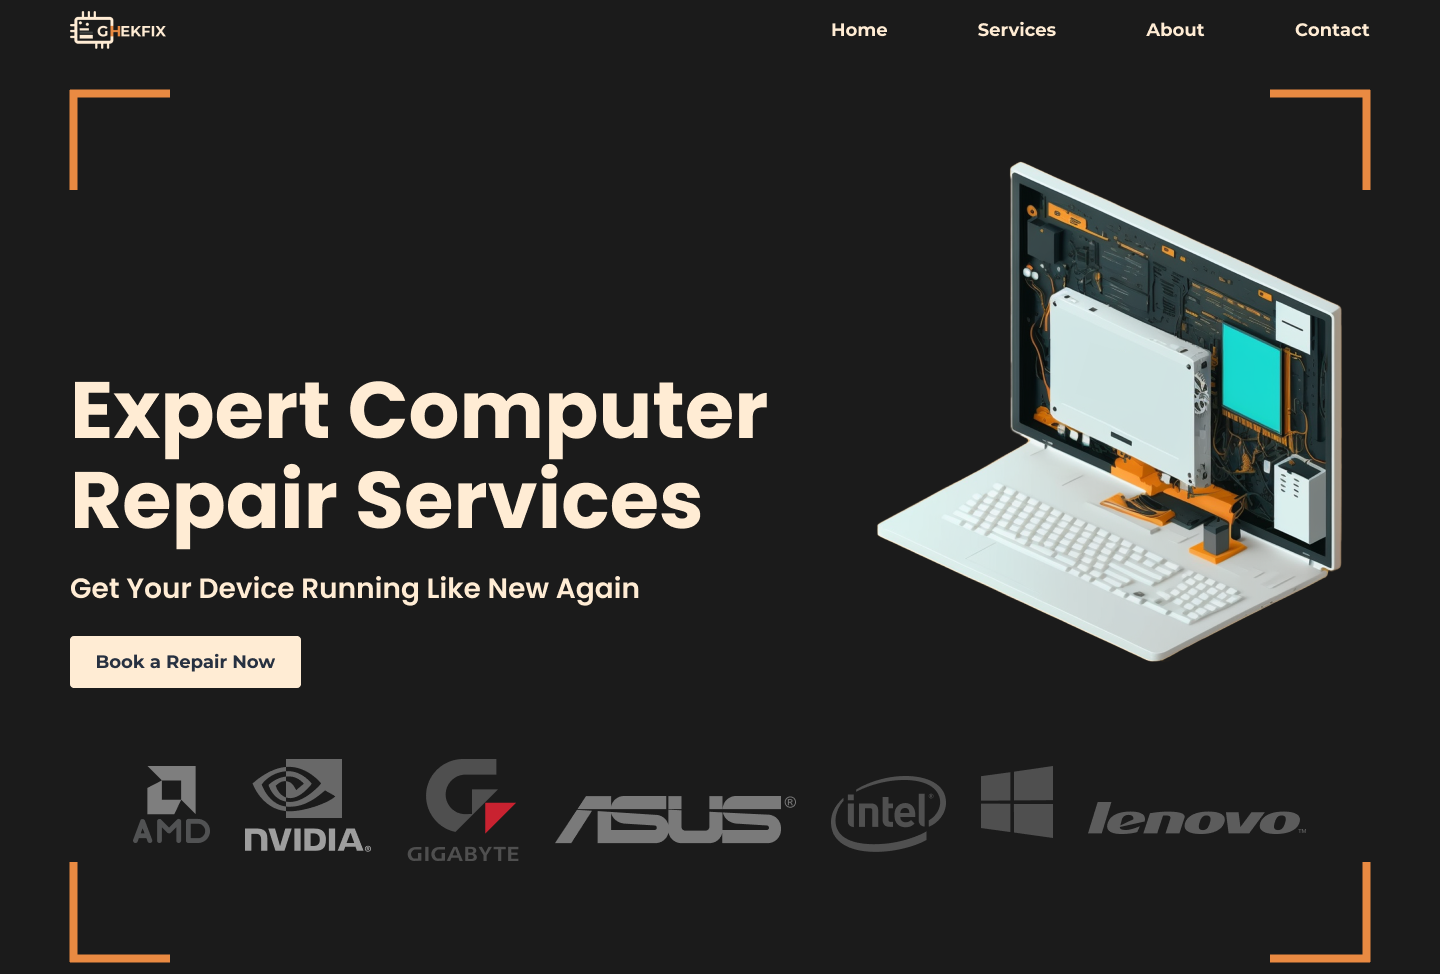 GHEKFIX
Home Services About Contact
Expert Computer
Repair Services
Get Your Device Running Like New Again
Book a Repair Now
AMD
NVIDIA®
GIGABYTE
ASUS®
intel®
lenovo™